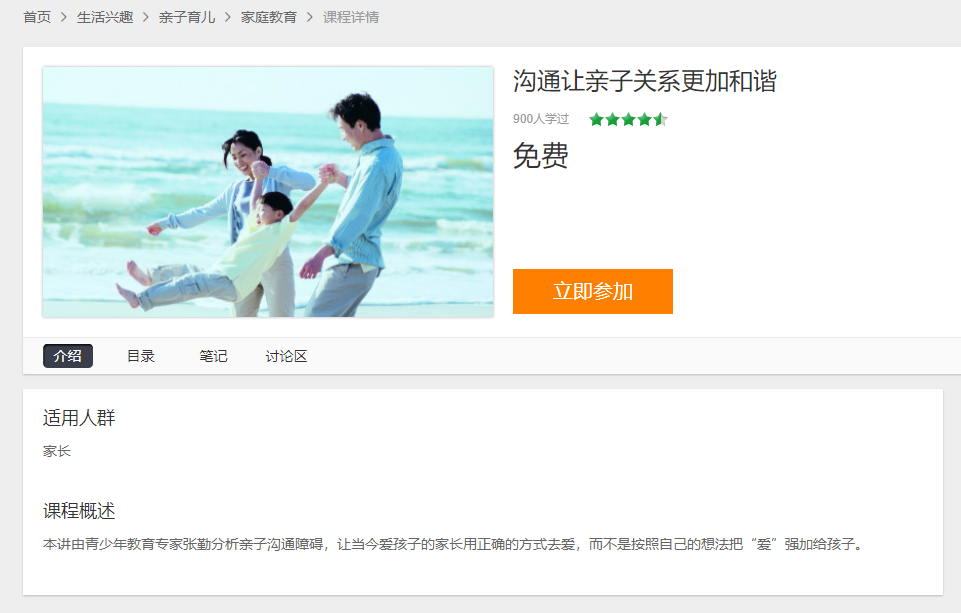 首页 > 生活兴趣 > 亲子育儿 > 家庭教育 > 课程详情
沟通让亲子关系更加和谐
900人学过
免费
立即参加
介绍 目录 笔记 讨论区
适用人群
家长
课程概述
本讲由青少年教育专家张勤分析亲子沟通障碍，让当今爱孩子的家长用正确的方式去爱，而不是按照自己的想法把“爱”强加给孩子。